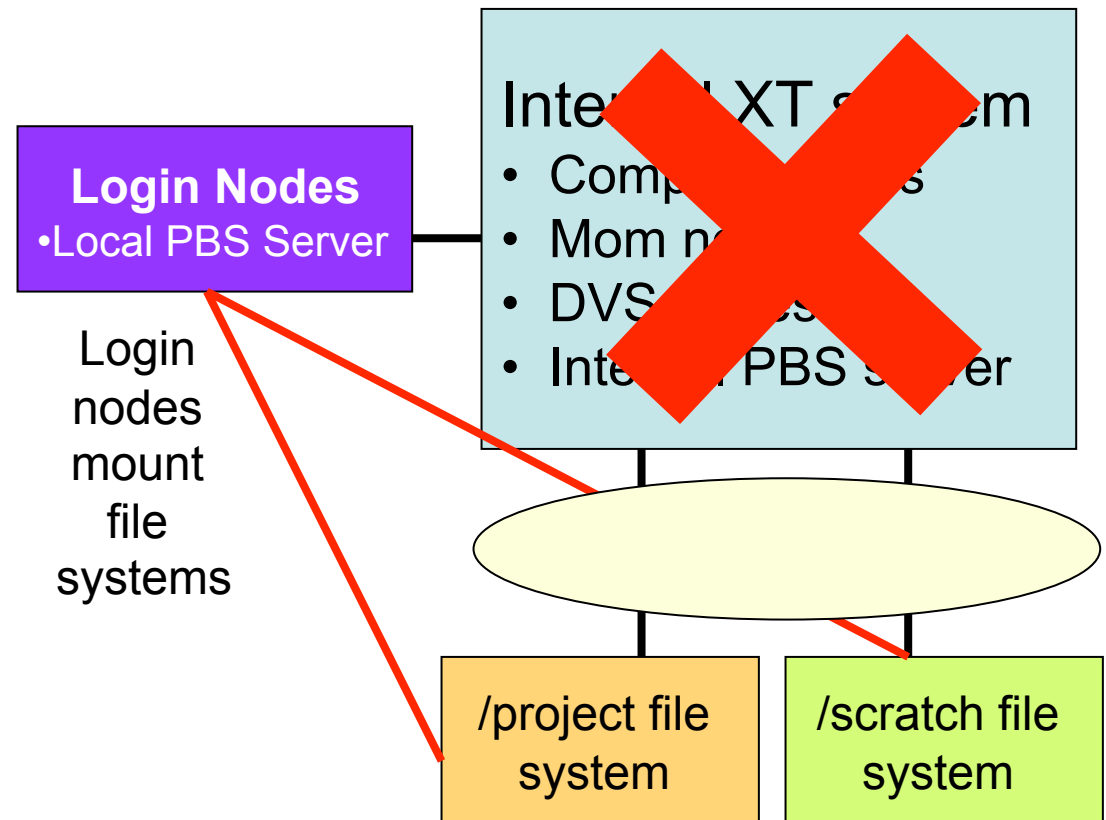 Login Nodes
•Local PBS Server
XT
• 
• Mom
• DVS
• PBS
Login
nodes
mount
file
systems
/project file
system
/scratch file
system